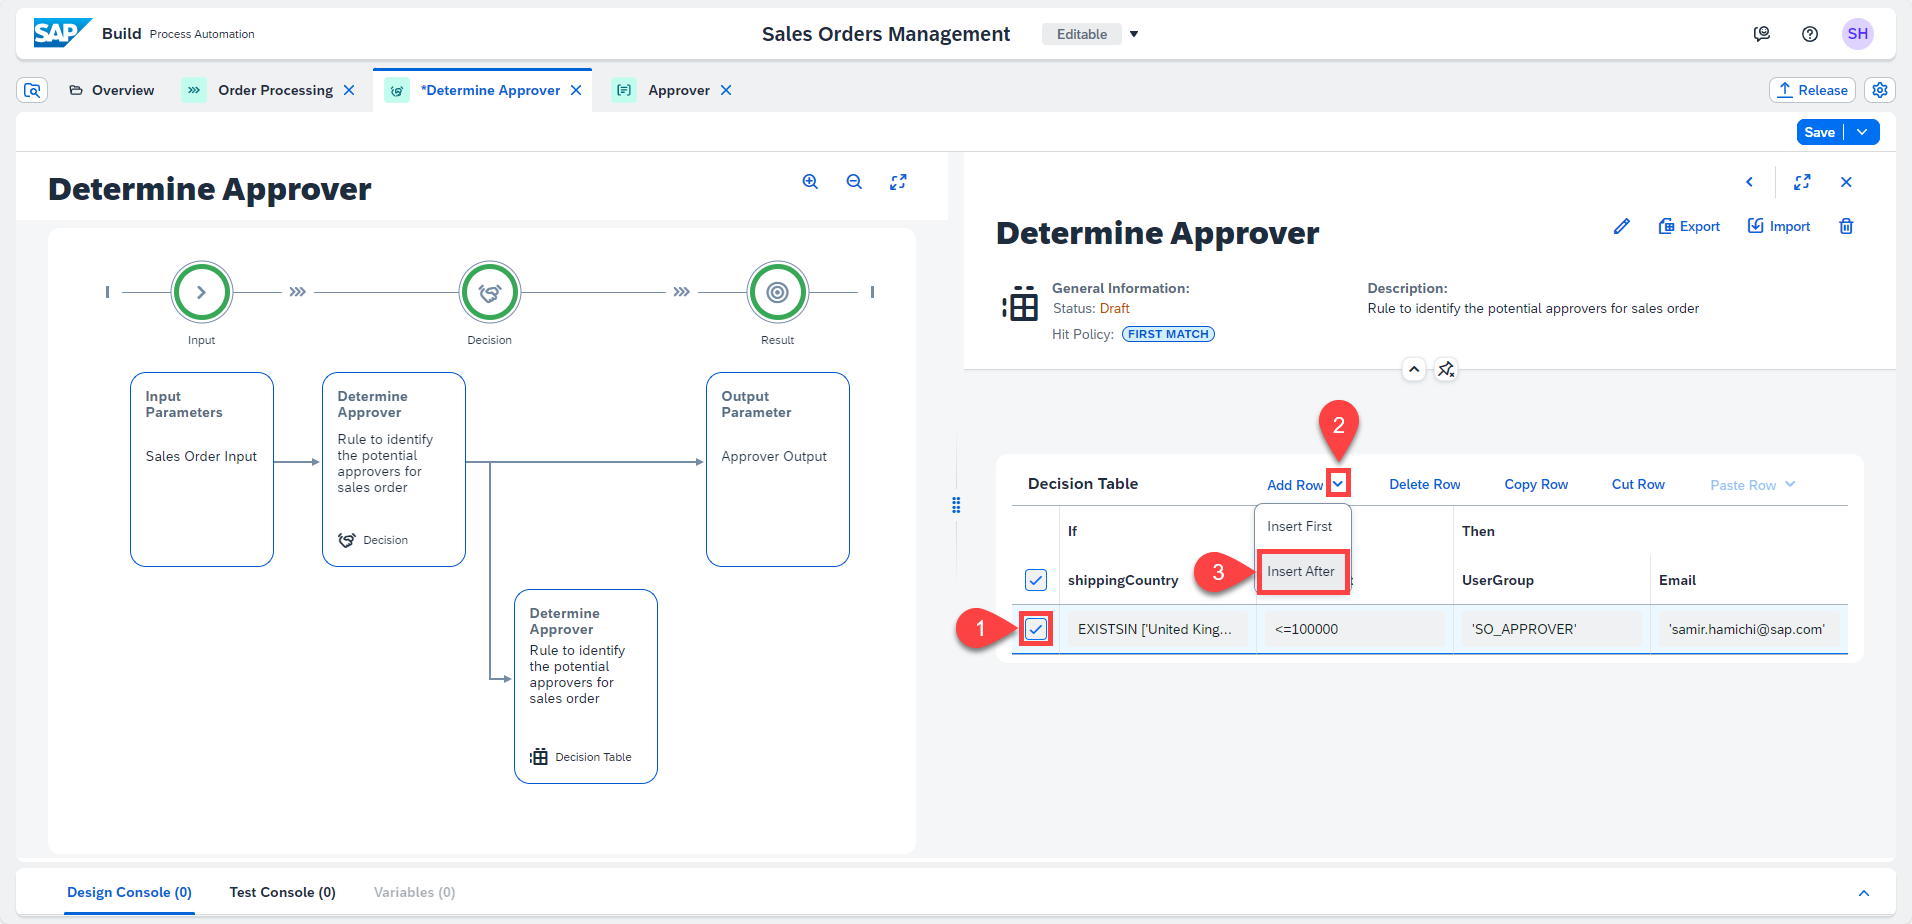 SAP Build Process Automation
Sales Orders Management
Editable
SH
Overview
Order Processing
*Determine Approver
Approver
Release
Save
Determine Approver
Input
Decision
Result
Input
Parameters
Sales Order Input
Determine
Approver
Rule to identify
the potential
approvers for
sales order
Decision
Output
Parameter
Approver Output
Determine
Approver
Rule to identify
the potential
approvers for
sales order
Decision Table
Determine Approver
Export
Import
General Information:
Status: Draft
Hit Policy: FIRST MATCH
Description:
Rule to identify the potential approvers for sales order
2
Decision Table
Add Row
Delete Row
Copy Row
Cut Row
Paste Row
Insert First
3
Insert After
If
Then
shippingCountry
UserGroup
Email
1
EXISTSIN ['United King...
<=100000
'SO_APPROVER'
'samir.hamichi@sap.com'
Design Console (0)
Test Console (0)
Variables (0)